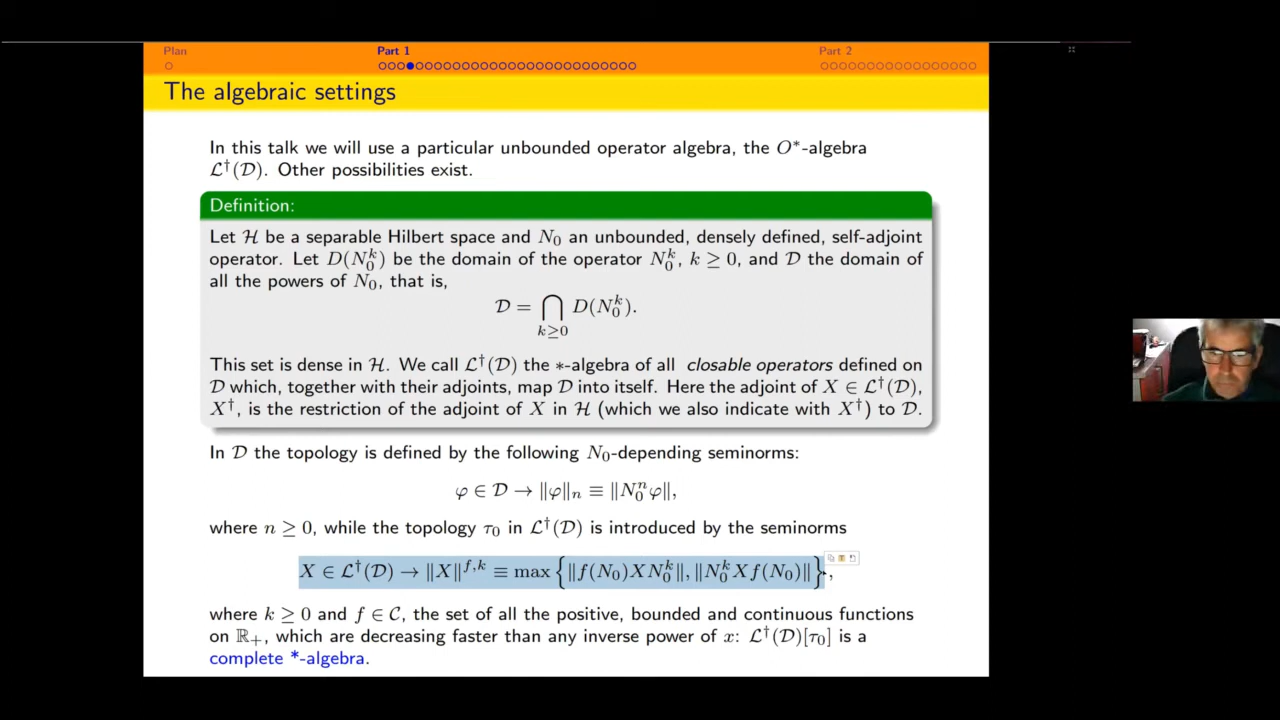 Plan Part 1 Part 2
The algebraic settings
In this talk we will use a particular unbounded operator algebra, the O*-algebra
ℒ†(𝒟). Other possibilities exist.
Definition:
Let ℋ be a separable Hilbert space and N₀ an unbounded, densely defined, self-adjoint
operator. Let D(N₀ᵏ) be the domain of the operator N₀ᵏ, k ≥ 0, and 𝒟 the domain of
all the powers of N₀, that is,
𝒟 = ⋂ D(N₀ᵏ).
k≥0
This set is dense in ℋ. We call ℒ†(𝒟) the *-algebra of all closable operators defined on
𝒟 which, together with their adjoints, map 𝒟 into itself. Here the adjoint of X ∈ ℒ†(𝒟),
X†, is the restriction of the adjoint of X in ℋ (which we also indicate with X†) to 𝒟.
In 𝒟 the topology is defined by the following N₀-depending seminorms:
φ ∈ 𝒟 → ‖φ‖ₙ ≡ ‖N₀ⁿφ‖,
where n ≥ 0, while the topology τ₀ in ℒ†(𝒟) is introduced by the seminorms
X ∈ ℒ†(𝒟) → ‖X‖^{f,k} ≡ max {‖f(N₀)XN₀ᵏ‖, ‖N₀ᵏXf(N₀)‖},
where k ≥ 0 and f ∈ 𝒞, the set of all the positive, bounded and continuous functions
on ℝ₊, which are decreasing faster than any inverse power of x: ℒ†(𝒟)[τ₀] is a
complete *-algebra.